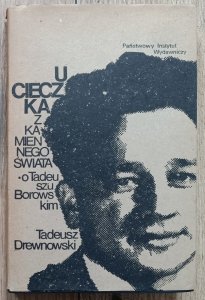 Państwowy Instytut
Wydawniczy
U
CIECZ
KA
Z
KA
MIEN
NEGO
ŚWIATA
·o Tadeu
szu
Borows
kim
Tadeusz
Drewnowski